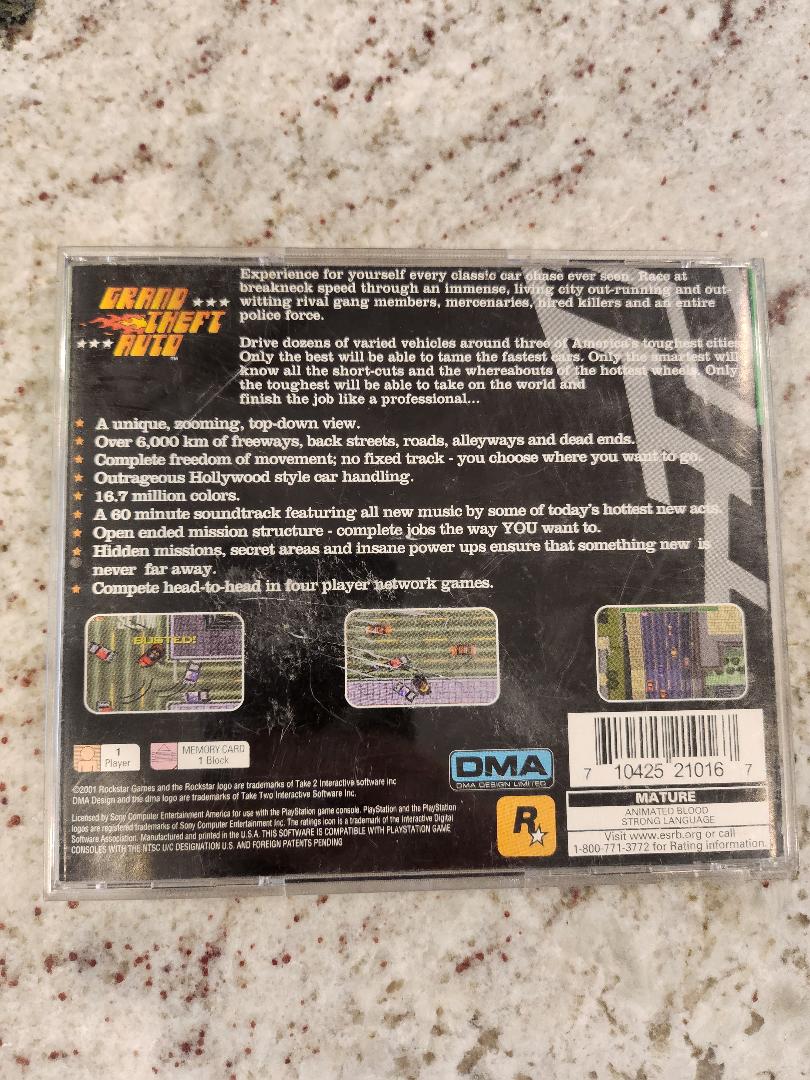 GRAND
THEFT
AUTO
TM
Experience for yourself every classic car chase ever seen. Race at
breakneck speed through an immense, living city out-running and out-
witting rival gang members, mercenaries, hired killers and an entire
police force.
Drive dozens of varied vehicles around three of America's toughest cities
Only the best will be able to tame the fastest cars. Only the smartest will
know all the short-cuts and the whereabouts of the hottest wheels. Only
the toughest will be able to take on the world and
finish the job like a professional...
A unique, zooming, top-down view.
Over 6,000 km of freeways, back streets, roads, alleyways and dead ends.
Complete freedom of movement; no fixed track - you choose where you want to go.
Outrageous Hollywood style car handling.
16.7 million colors.
A 60 minute soundtrack featuring all new music by some of today's hottest new acts.
Open ended mission structure - complete jobs the way YOU want to.
Hidden missions, secret areas and insane power ups ensure that something new is
never far away.
Compete head-to-head in four player network games.
BUSTED!
1
Player
MEMORY CARD
1 Block
©2001 Rockstar Games and the Rockstar logo are trademarks of Take 2 Interactive software inc
DMA Design and the dma logo are trademarks of Take Two Interactive Software Inc.
Licensed by Sony Computer Entertainment America for use with the PlayStation game console. PlayStation and the PlayStation
logos are registered trademarks of Sony Computer Entertainment Inc. The ratings icon is a trademark of the Interactive Digital
Software Association. Manufactured and printed in the U.S.A. THIS SOFTWARE IS COMPATIBLE WITH PLAYSTATION GAME
CONSOLES WITH THE NTSC U/C DESIGNATION U.S. AND FOREIGN PATENTS PENDING
DMA
DMA DESIGN LIMITED
R
7 10425 21016 7
MATURE
ANIMATED BLOOD
STRONG LANGUAGE
Visit www.esrb.org or call
1-800-771-3772 for Rating information.